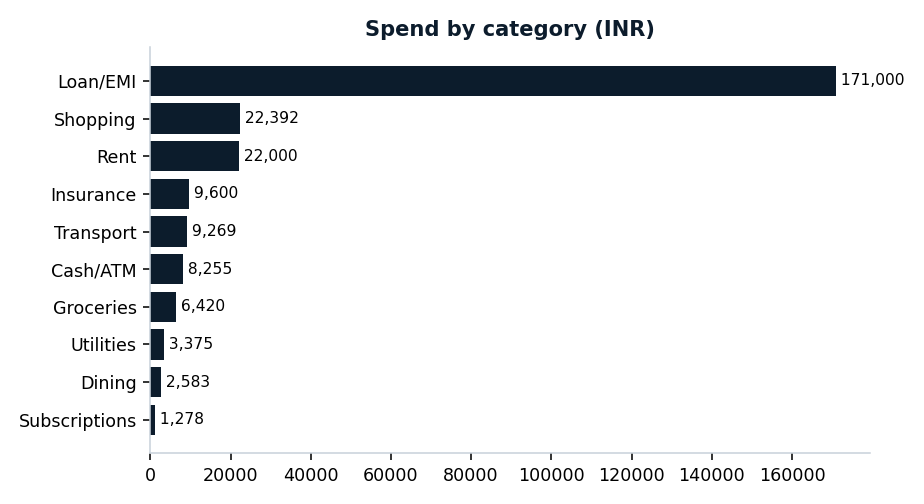 Spend by category (INR)
Loan/EMI 171,000
Shopping 22,392
Rent 22,000
Insurance 9,600
Transport 9,269
Cash/ATM 8,255
Groceries 6,420
Utilities 3,375
Dining 2,583
Subscriptions 1,278
0 20000 40000 60000 80000 100000 120000 140000 160000